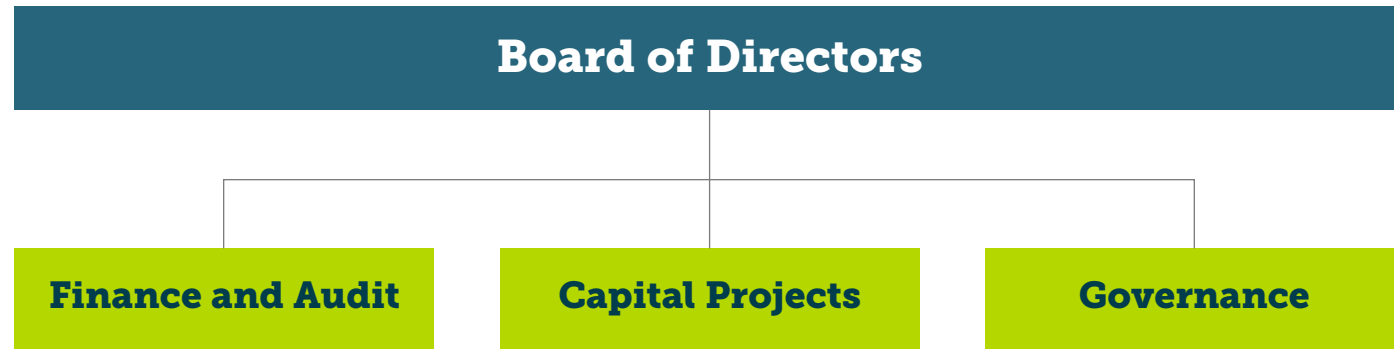 Board of Directors
Finance and Audit
Capital Projects
Governance